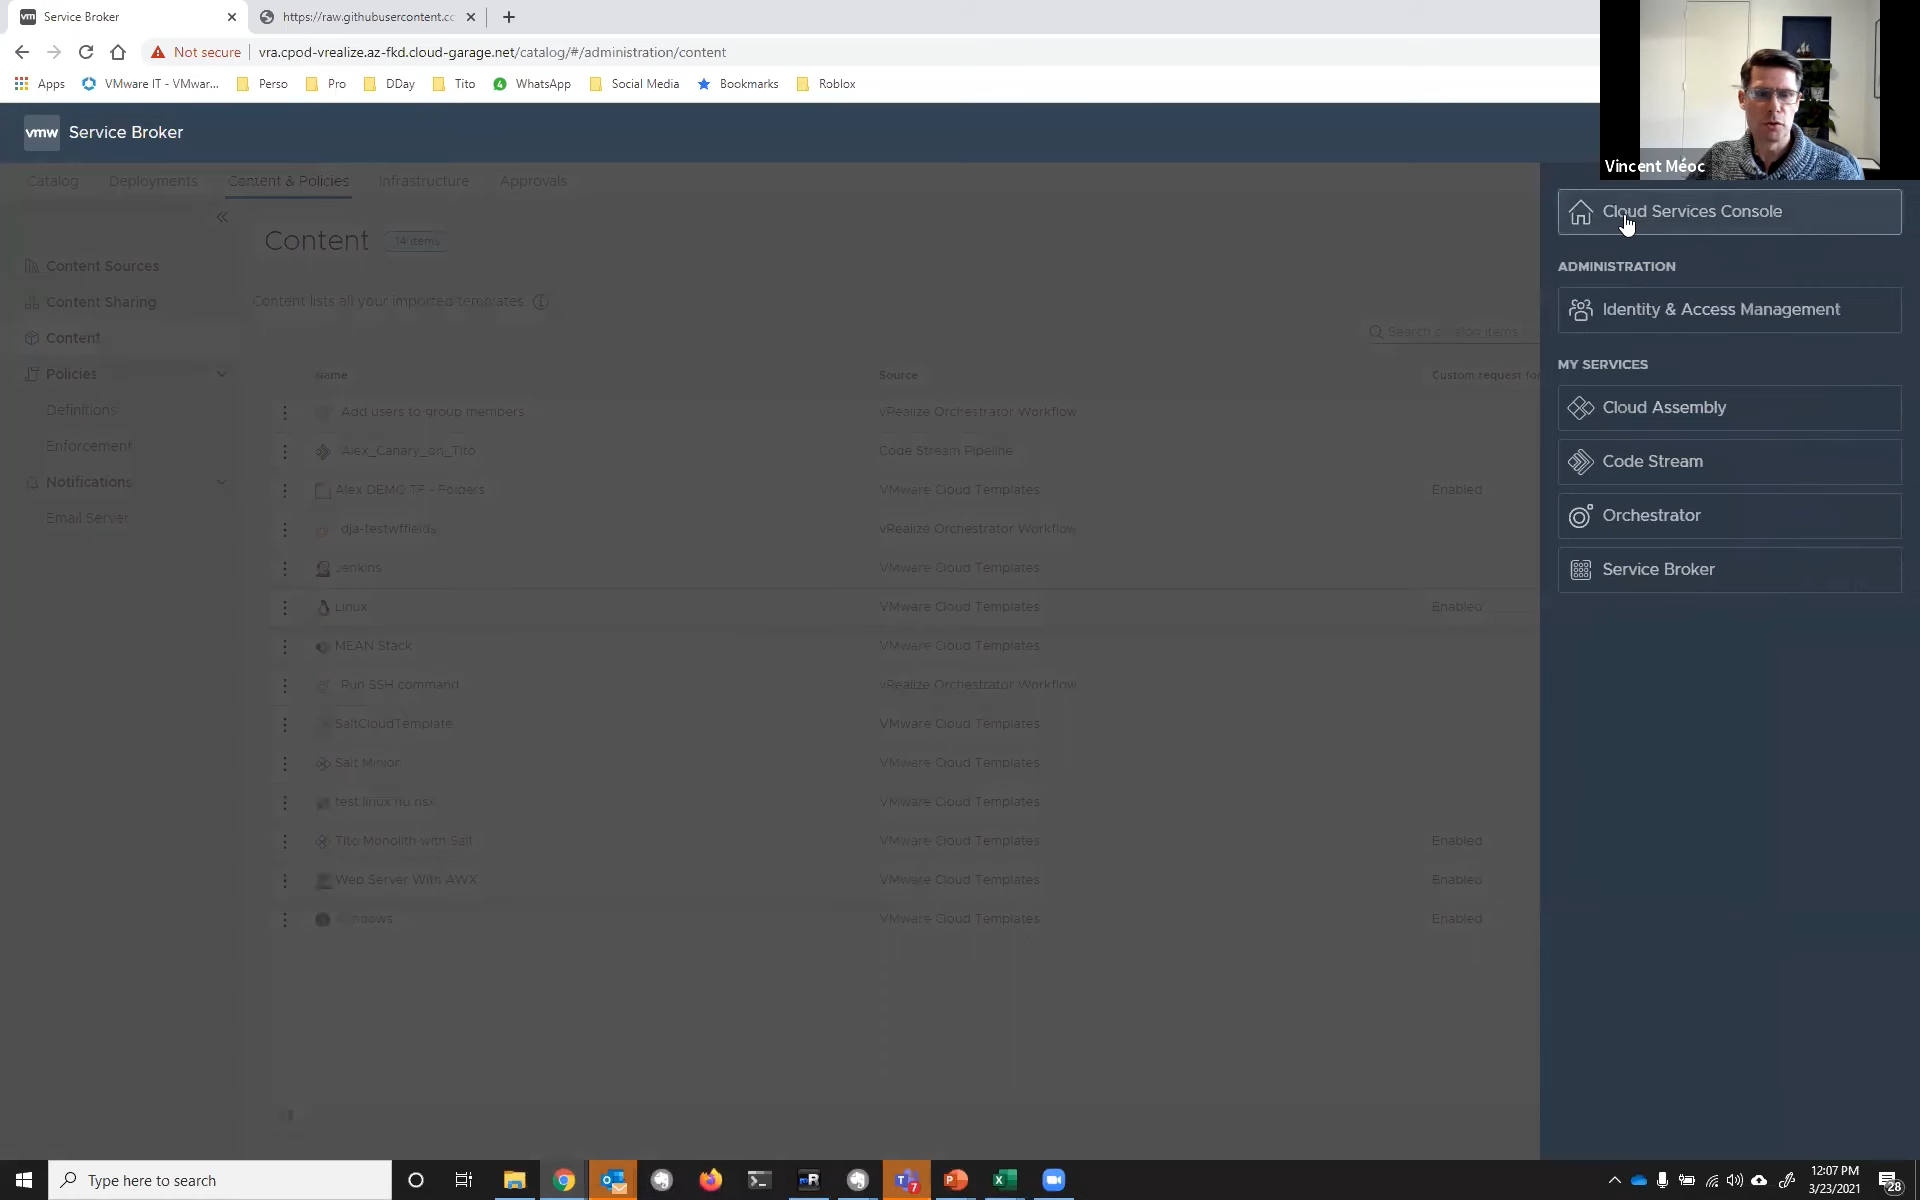 vm Service Broker
https://raw.githubusercontent.cc
Not secure
vra.cpod-vrealize.az-fkd.cloud-garage.net/catalog/#/administration/content
Apps
VMware IT - VMwar...
Perso
Pro
DDay
Tito
4 WhatsApp
Social Media
Bookmarks
Roblox
vmw Service Broker
Vincent Méoc
Catalog
Deployments
Content & Policies
Infrastructure
Approvals
Content Sources
Content Sharing
Content
Policies
Definitions
Enforcement
Notifications
Email Server
Content 14 items
Content lists all your imported templates.
Search catalog items
Name Source Custom request for
Add users to group members vRealize Orchestrator Workflow
Alex_Canary_on_Tito Code Stream Pipeline
Alex DEMO TF - Folders VMware Cloud Templates Enabled
dja-testwffields vRealize Orchestrator Workflow
Jenkins VMware Cloud Templates
Linux VMware Cloud Templates Enabled
MEAN Stack VMware Cloud Templates
Run SSH command vRealize Orchestrator Workflow
SaltCloudTemplate VMware Cloud Templates
Salt Minion VMware Cloud Templates
test linux nu nsx VMware Cloud Templates
Tito Monolith with Salt VMware Cloud Templates Enabled
Web Server With AWX VMware Cloud Templates Enabled
Windows VMware Cloud Templates Enabled
Cloud Services Console
ADMINISTRATION
Identity & Access Management
MY SERVICES
Cloud Assembly
Code Stream
Orchestrator
Service Broker
Type here to search
mR
7
12:07 PM
3/23/2021
28